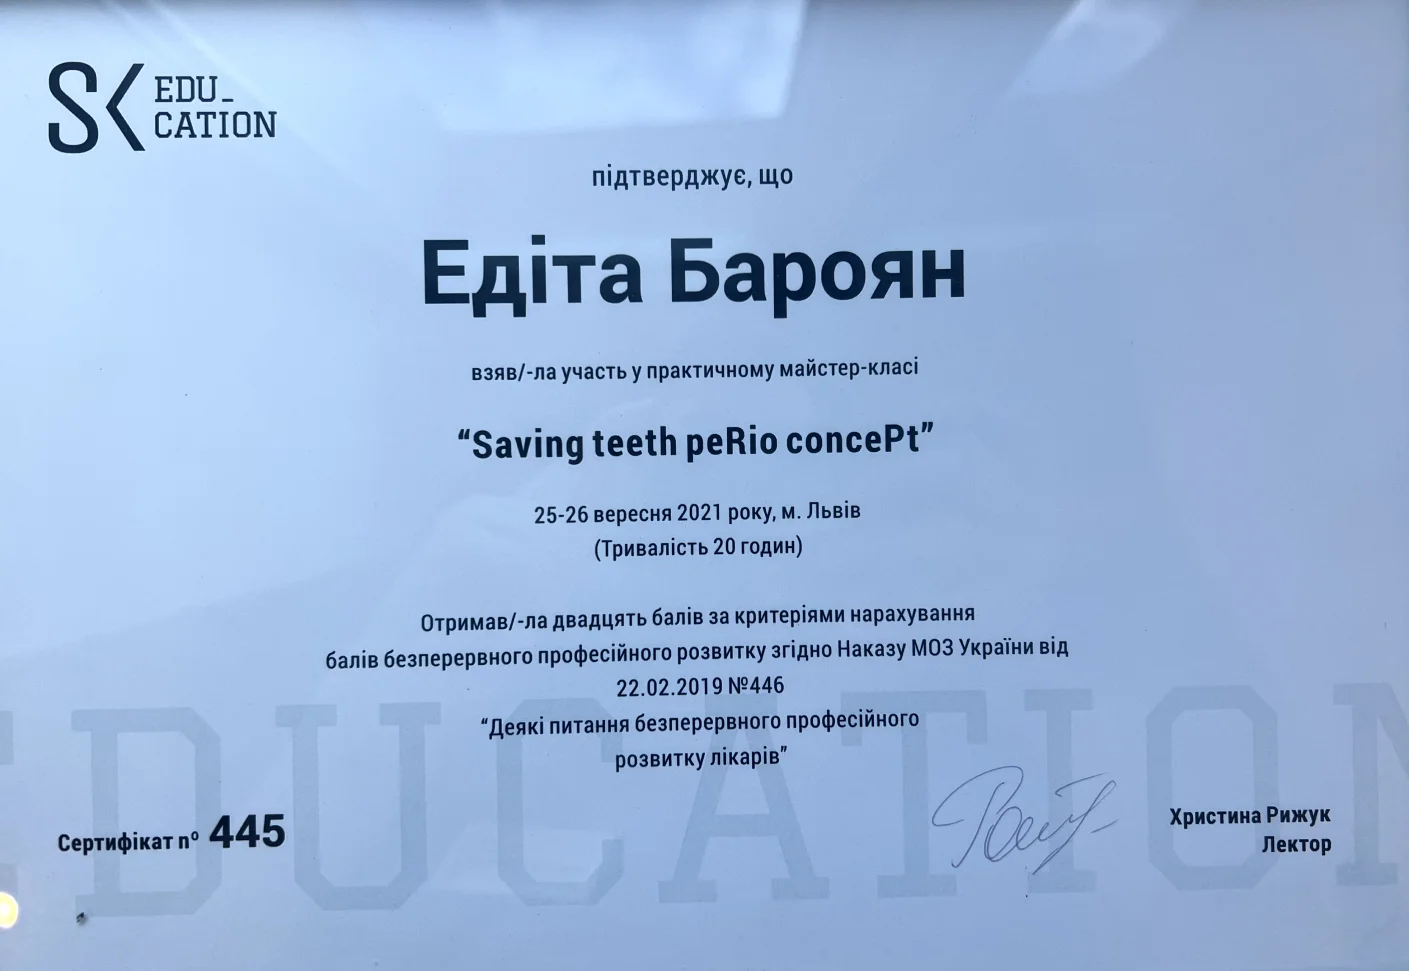 SK EDU_
CATION
підтверджує, що
Едіта Бароян
взяв/-ла участь у практичному майстер-класі
“Saving teeth peRio concePt”
25-26 вересня 2021 року, м. Львів
(Тривалість 20 годин)
Отримав/-ла двадцять балів за критеріями нарахування
балів безперервного професійного розвитку згідно Наказу МОЗ України від
22.02.2019 №446
“Деякі питання безперервного професійного
розвитку лікарів”
EDUCATION
Сертифікат nº 445
Христина Рижук
Лектор